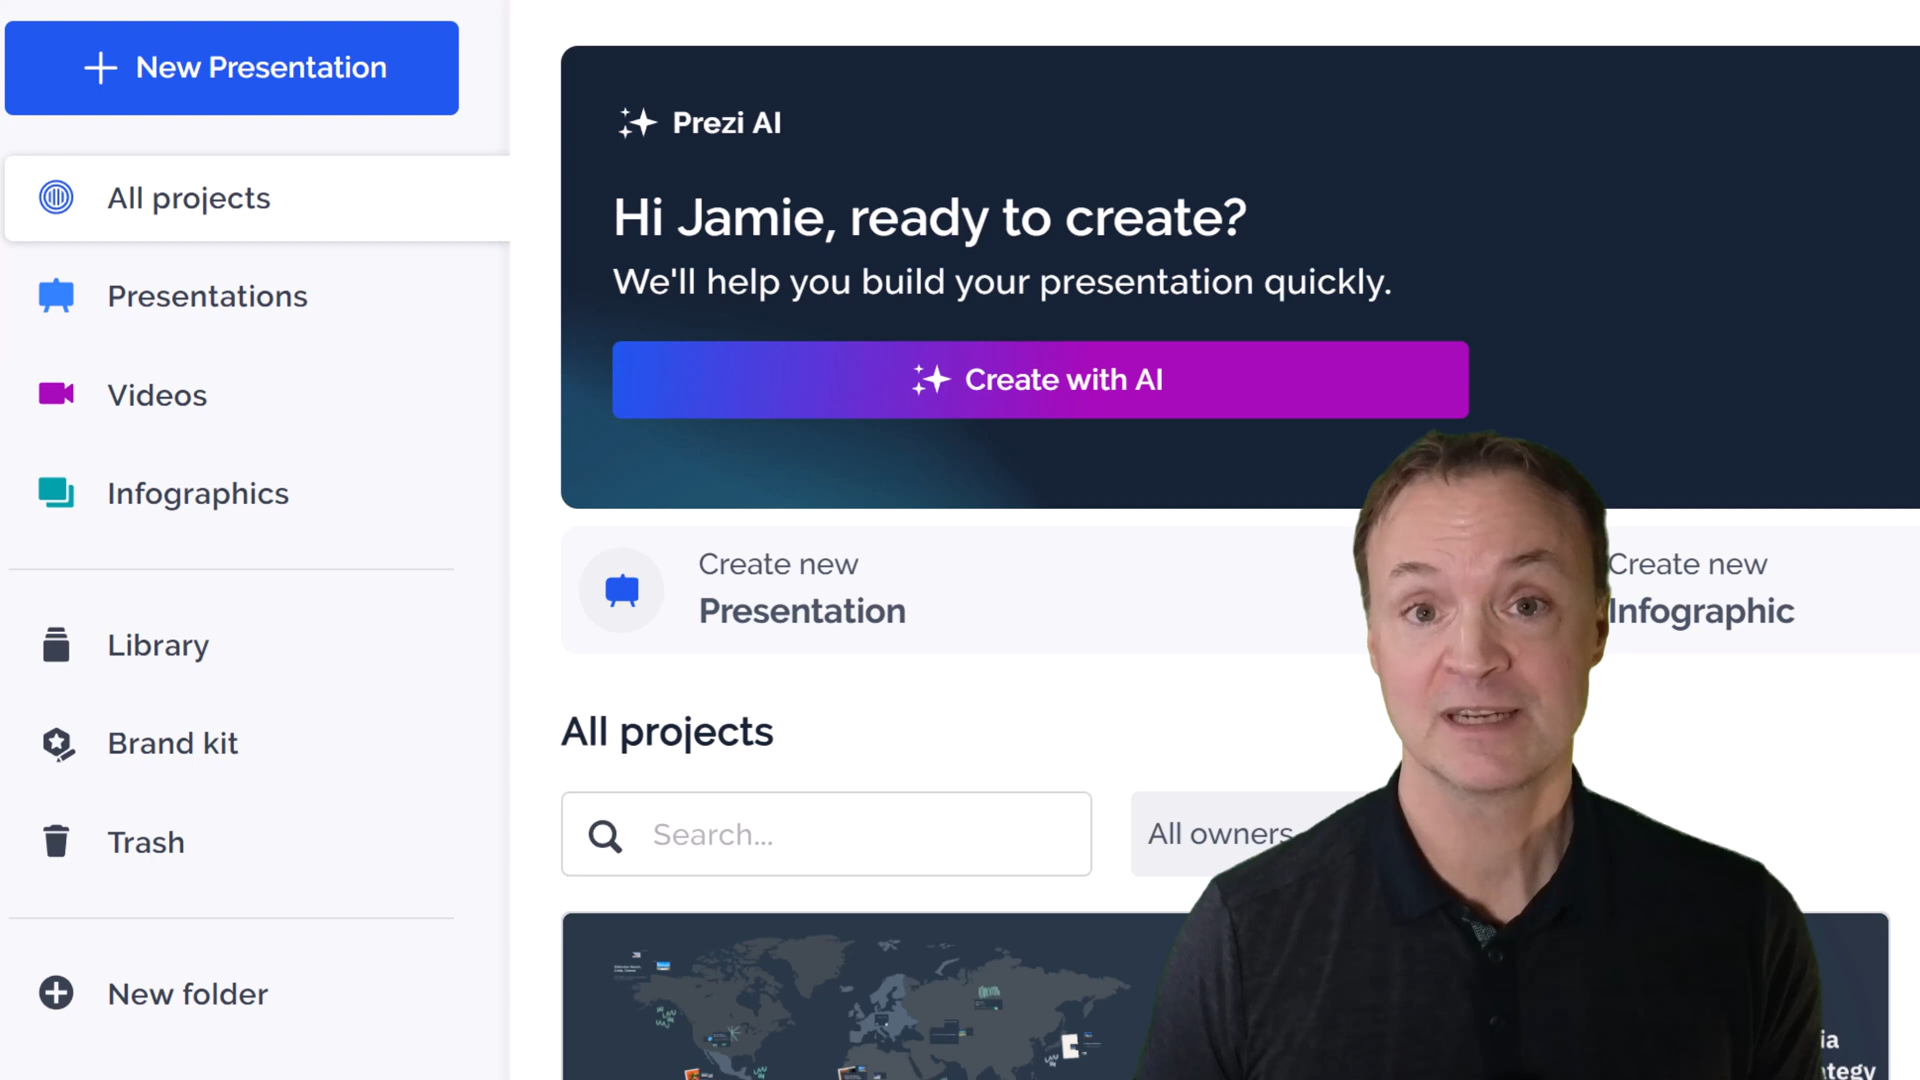 New Presentation
All projects
Presentations
Videos
Infographics
Library
Brand kit
Trash
New folder
Prezi AI
Hi Jamie, ready to create?
We'll help you build your presentation quickly.
Create with AI
Create new
Presentation
Create new
Infographic
All projects
Search...
All owners